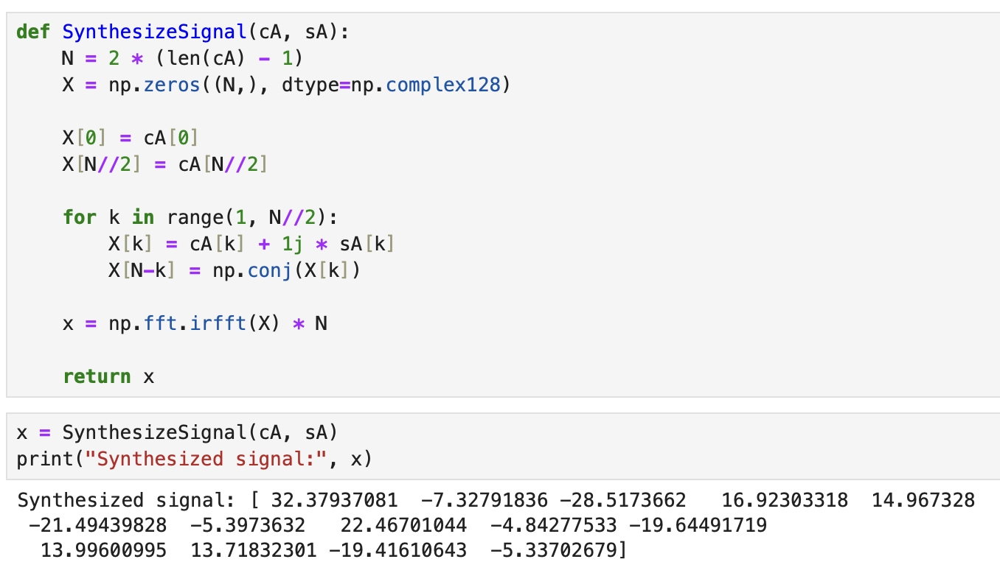 def SynthesizeSignal(cA, sA):
    N = 2 * (len(cA) - 1)
    X = np.zeros((N,), dtype=np.complex128)

    X[0] = cA[0]
    X[N//2] = cA[N//2]

    for k in range(1, N//2):
        X[k] = cA[k] + 1j * sA[k]
        X[N-k] = np.conj(X[k])

    x = np.fft.irfft(X) * N

    return x

x = SynthesizeSignal(cA, sA)
print("Synthesized signal:", x)

Synthesized signal: [ 32.37937081  -7.32791836 -28.5173662   16.92303318  14.967328
 -21.49439828  -5.3973632   22.46701044  -4.84277533 -19.64491719
  13.99600995  13.71832301 -19.41610643  -5.33702679]